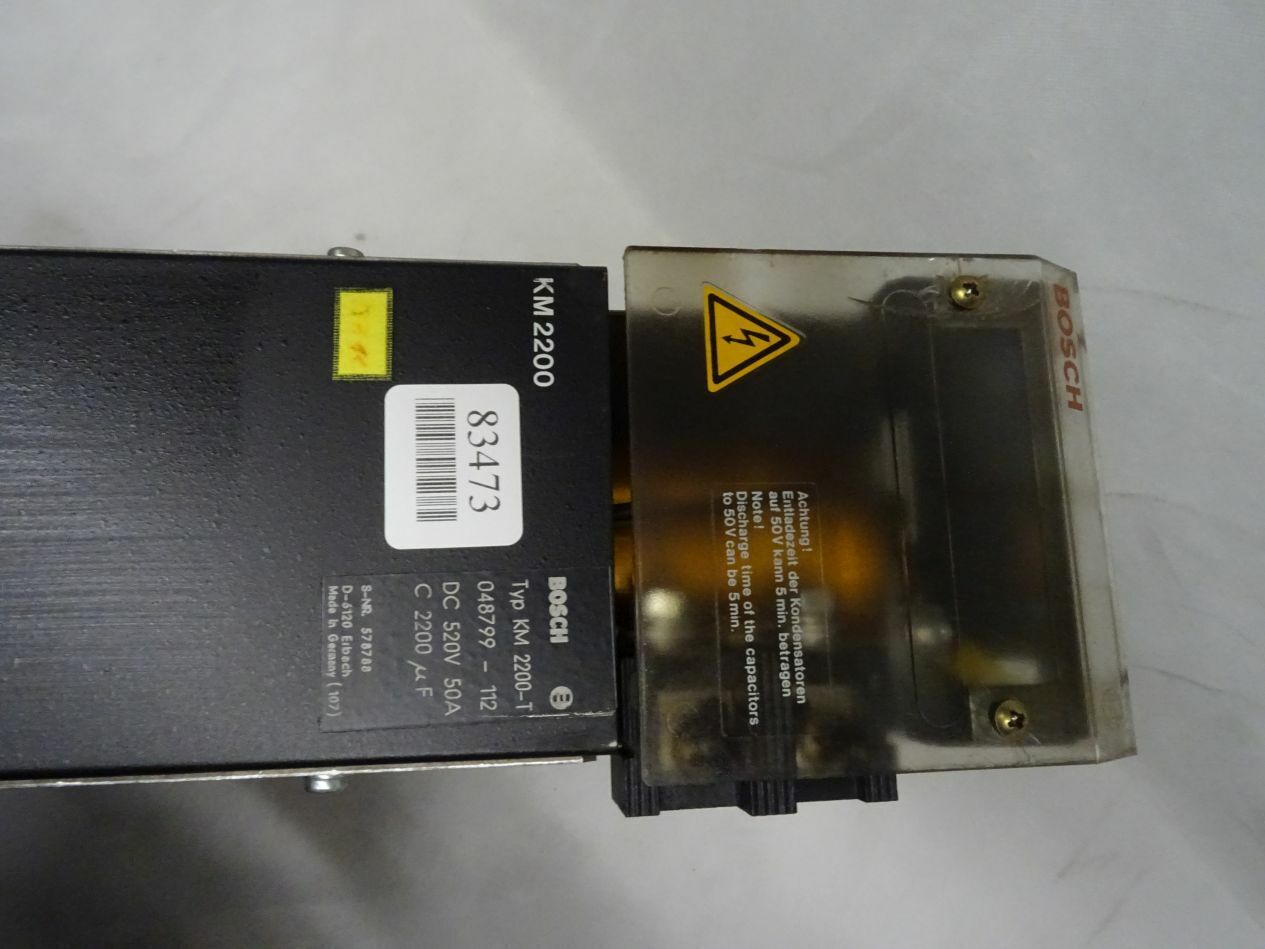 BOSCH
Achtung!
Entladezeit der Kondensatoren
auf 50V kann 5 min. betragen
Note!
Discharge time of the capacitors
to 50V can be 5 min.
KM 2200
83473
BOSCH
Typ KM 2200-T
048799 - 112
DC 520V 50A
C 2200 µF
S-NR. 578788
D-6120 Erbach
Made in Germany (107)